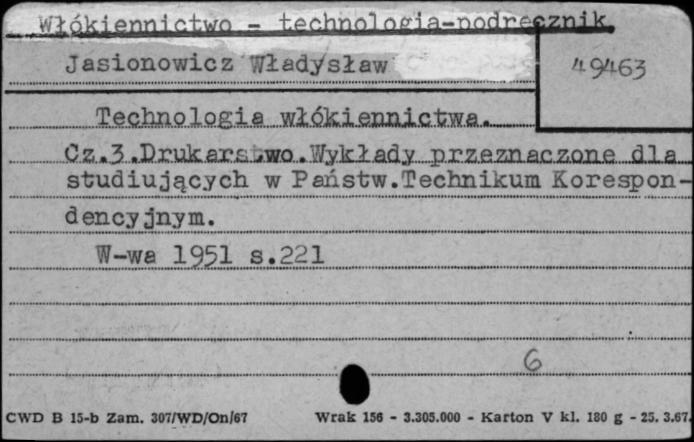 Włókiennictwo - technologia-podręcznik
Jasionowicz Władysław
49463
Technologia włókiennictwa.
Cz.3.Drukarstwo.Wykłady przeznaczone dla
studiujących w Państw.Technikum Korespon-
dencyjnym.
W-wa 1951 s.221
6
CWD B 15-b Zam. 307/WD/On/67 Wrak 156 - 3.305.000 - Karton V kl. 180 g - 25. 3.67.